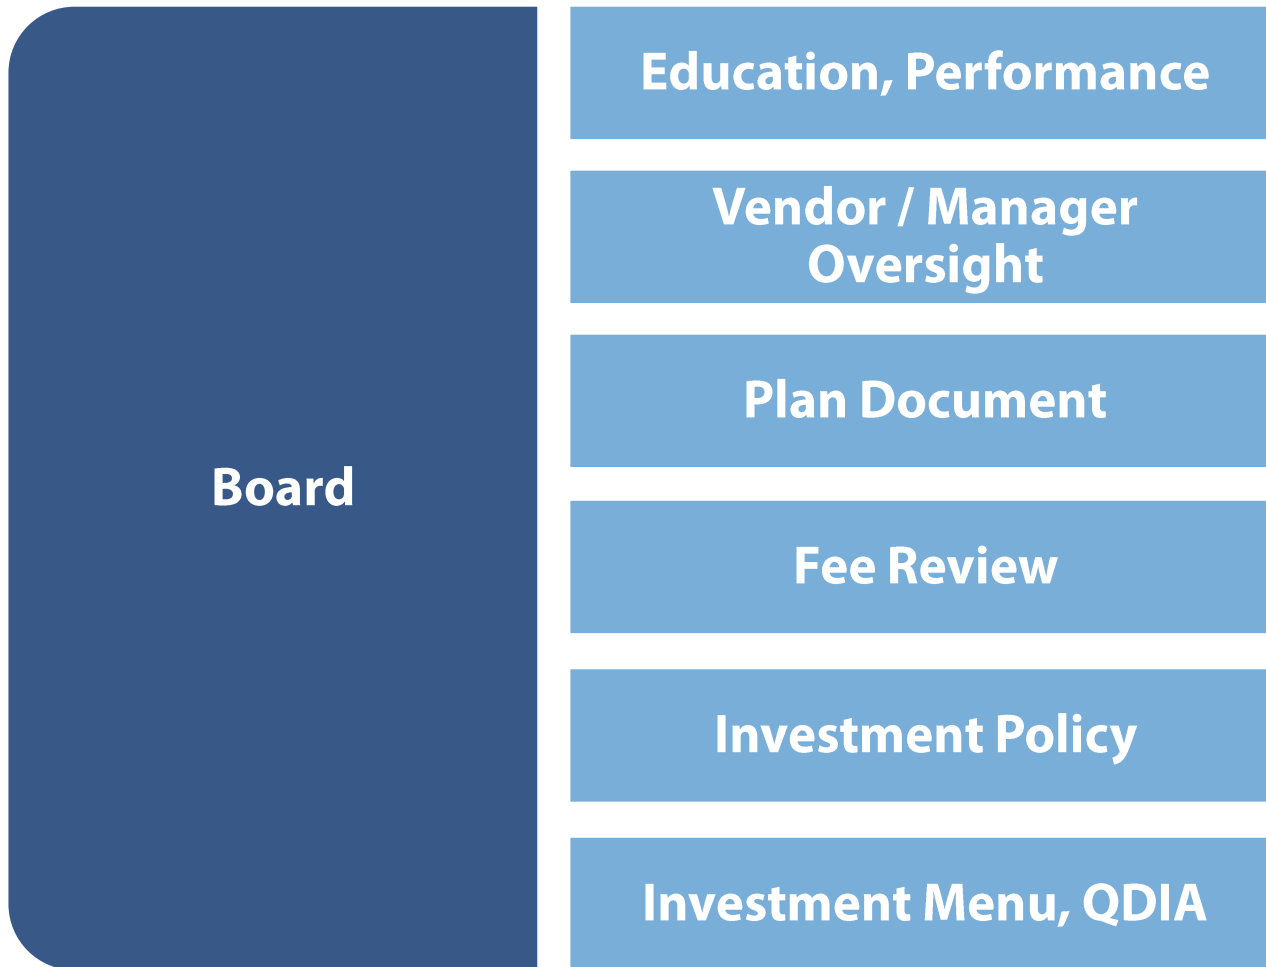 Board
Education, Performance
Vendor / Manager
Oversight
Plan Document
Fee Review
Investment Policy
Investment Menu, QDIA